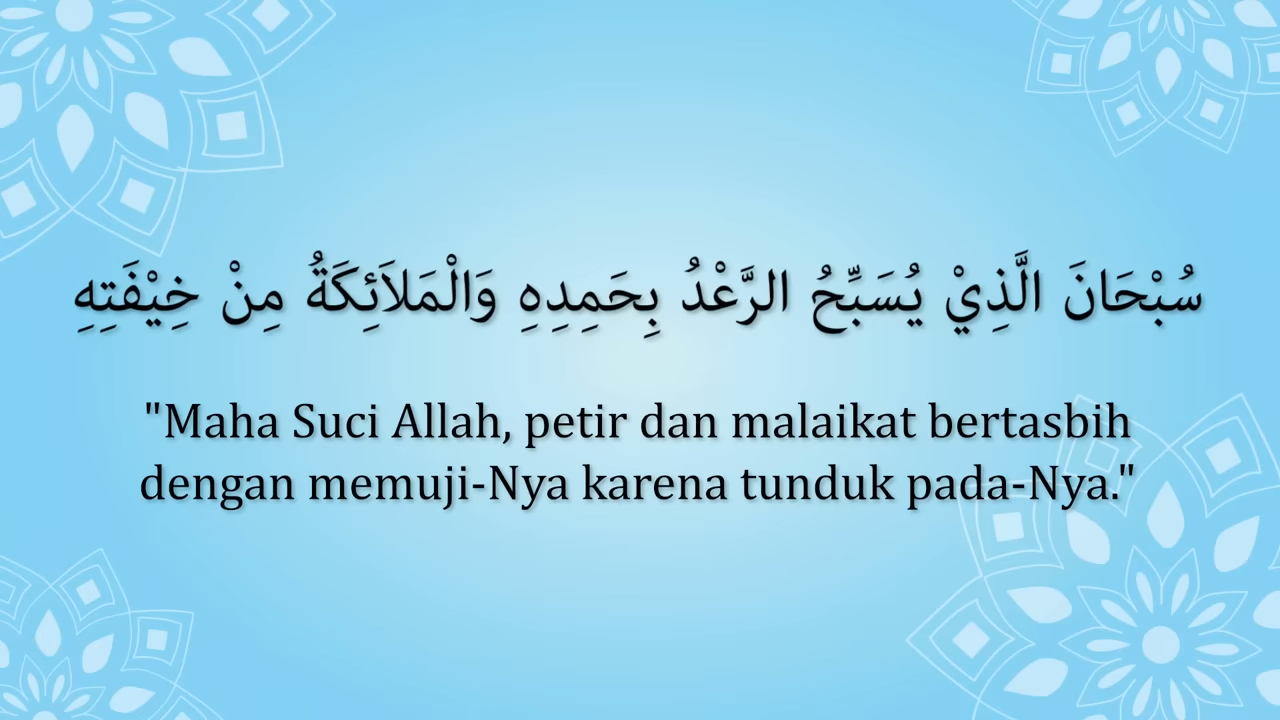 سُبْحَانَ الَّذِيْ يُسَبِّحُ الرَّعْدُ بِحَمِدِهِ وَالْمَلاَئِكَةُ مِنْ خِيْفَتِهِ
"Maha Suci Allah, petir dan malaikat bertasbih
dengan memuji-Nya karena tunduk pada-Nya."